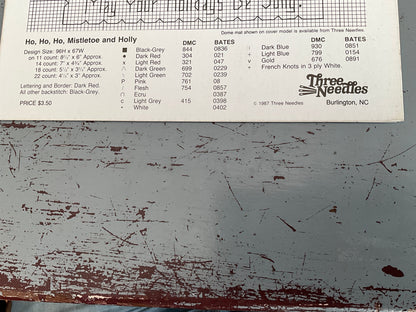 May Your Holidays Be Jolly!
Dome mat shown on cover model is available from Three Needles.
Ho, Ho, Ho, Mistletoe and Holly
Design Size: 96H x 67W
on 11 count: 8¾" x 6" Approx.
14 count: 7" x 4¾" Approx.
18 count: 5¼" x 3¾" Approx.
22 count: 4¼" x 3" Approx.
Lettering and Border: Dark Red.
All other backstitch: Black-Grey.
PRICE $3.50
DMC BATES
Black-Grey 844 0836
Dark Red 304 021
Light Red 321 047
Dark Green 699 0229
Light Green 702 0239
P Pink 761 08
Flesh 754 0857
Ecru 0387
c Light Grey 415 0398
White 0402
DMC BATES
Dark Blue 930 0851
Light Blue 799 0154
v Gold 676 0891
French Knots in 3 ply White.
© 1987 Three Needles
Three Needles
Burlington, NC